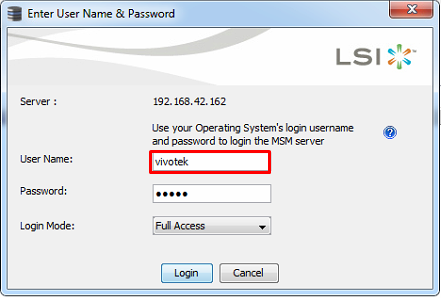 Enter User Name & Password
LSI
Server : 192.168.42.162
Use your Operating System's login username
and password to login the MSM server
User Name: vivotek
Password: •••••
Login Mode: Full Access
Login Cancel